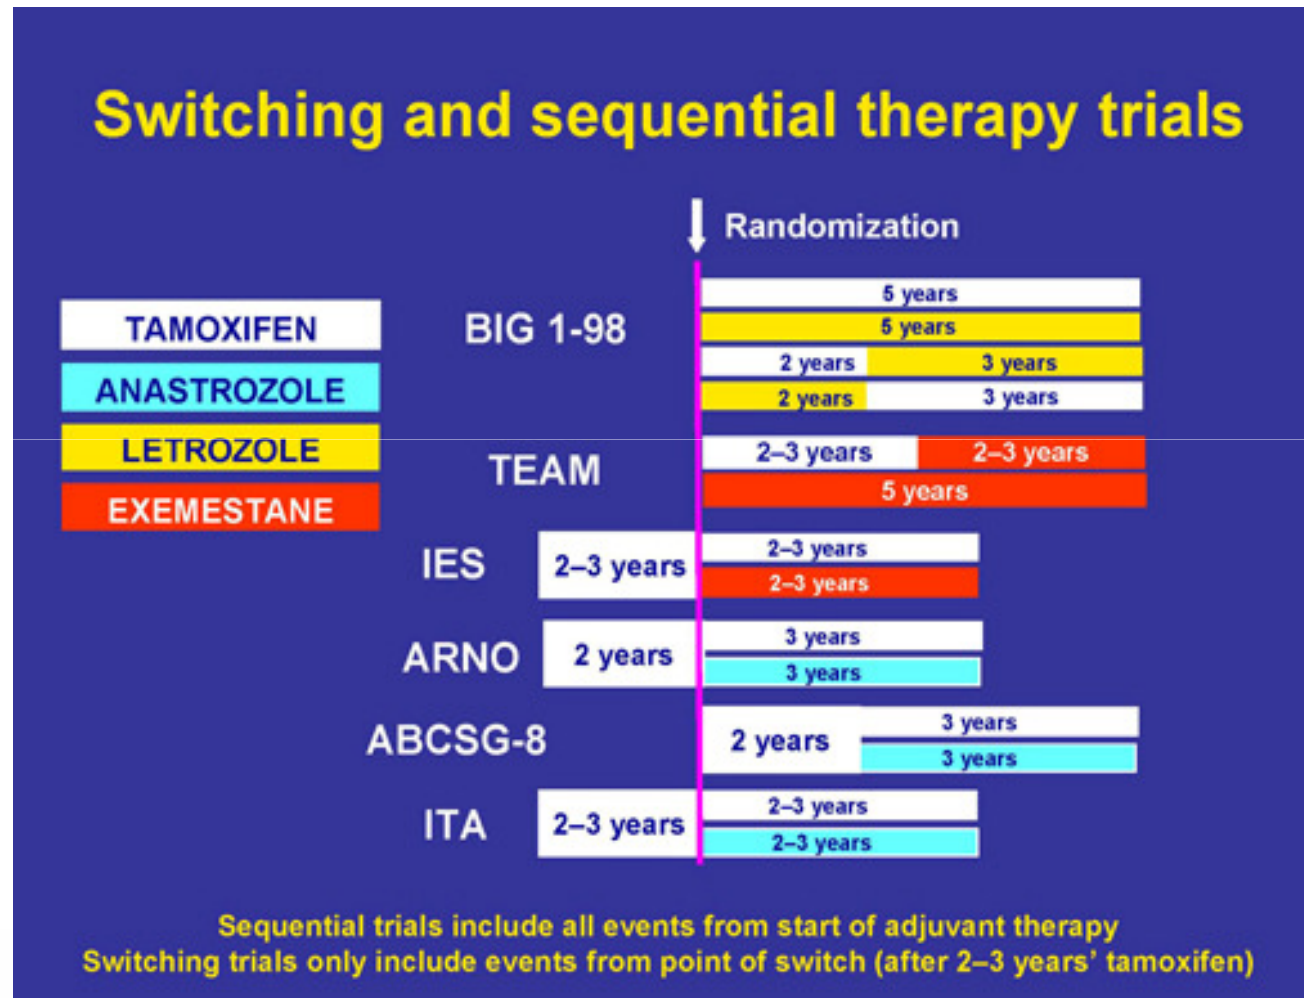 Switching and sequential therapy trials
Randomization
TAMOXIFEN
ANASTROZOLE
LETROZOLE
EXEMESTANE
BIG 1-98
5 years
5 years
2 years 3 years
2 years 3 years
TEAM
2–3 years 2–3 years
5 years
IES
2–3 years
2–3 years
2–3 years
ARNO
2 years
3 years
3 years
ABCSG-8
2 years
3 years
3 years
ITA
2–3 years
2–3 years
2–3 years
Sequential trials include all events from start of adjuvant therapy
Switching trials only include events from point of switch (after 2–3 years’ tamoxifen)